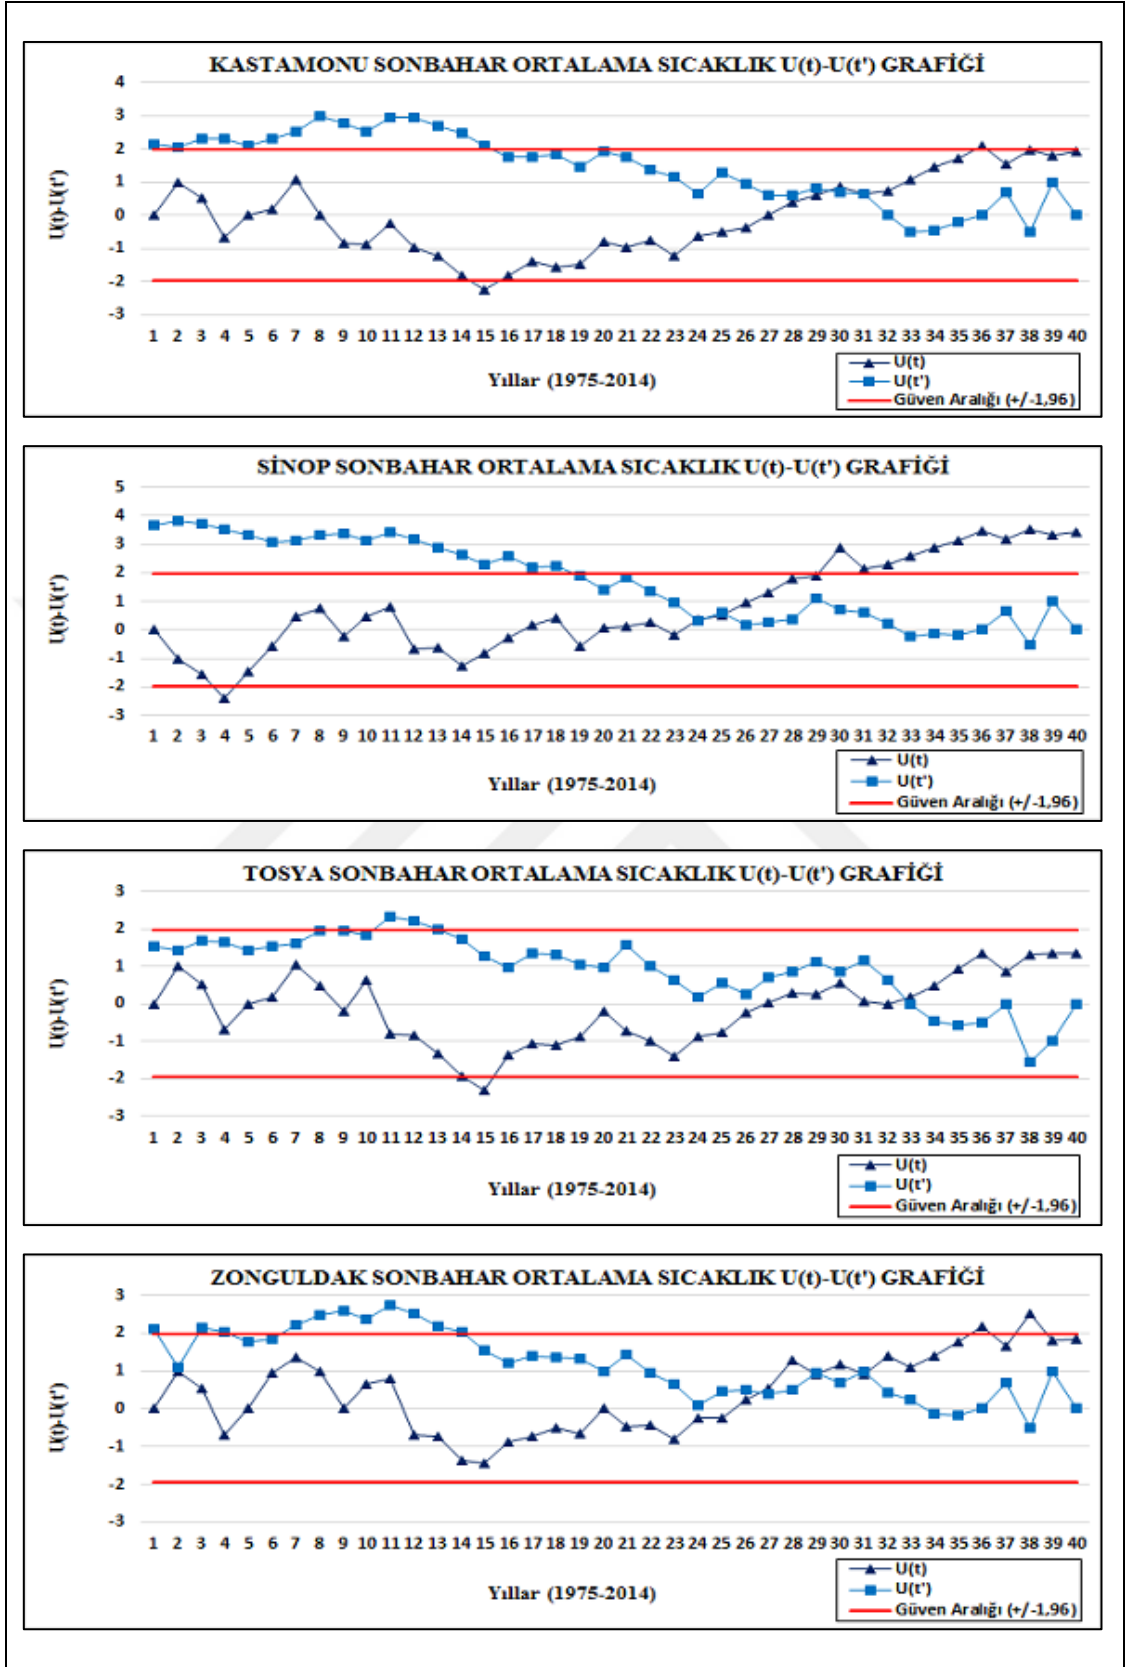 KASTAMONU SONBAHAR ORTALAMA SICAKLIK U(t)-U(t') GRAFİĞİ
4
3
2
1
0
-1
-2
-3
U(t)-U(t')
1 2 3 4 5 6 7 8 9 10 11 12 13 14 15 16 17 18 19 20 21 22 23 24 25 26 27 28 29 30 31 32 33 34 35 36 37 38 39 40
Yıllar (1975-2014)
U(t)
U(t')
Güven Aralığı (+/-1,96)
SİNOP SONBAHAR ORTALAMA SICAKLIK U(t)-U(t') GRAFİĞİ
5
4
3
2
1
0
-1
-2
-3
U(t)-U(t')
1 2 3 4 5 6 7 8 9 10 11 12 13 14 15 16 17 18 19 20 21 22 23 24 25 26 27 28 29 30 31 32 33 34 35 36 37 38 39 40
Yıllar (1975-2014)
U(t)
U(t')
Güven Aralığı (+/-1,96)
TOSYA SONBAHAR ORTALAMA SICAKLIK U(t)-U(t') GRAFİĞİ
3
2
1
0
-1
-2
-3
U(t)-U(t')
1 2 3 4 5 6 7 8 9 10 11 12 13 14 15 16 17 18 19 20 21 22 23 24 25 26 27 28 29 30 31 32 33 34 35 36 37 38 39 40
Yıllar (1975-2014)
U(t)
U(t')
Güven Aralığı (+/-1,96)
ZONGULDAK SONBAHAR ORTALAMA SICAKLIK U(t)-U(t') GRAFİĞİ
3
2
1
0
-1
-2
-3
U(t)-U(t')
1 2 3 4 5 6 7 8 9 10 11 12 13 14 15 16 17 18 19 20 21 22 23 24 25 26 27 28 29 30 31 32 33 34 35 36 37 38 39 40
Yıllar (1975-2014)
U(t)
U(t')
Güven Aralığı (+/-1,96)